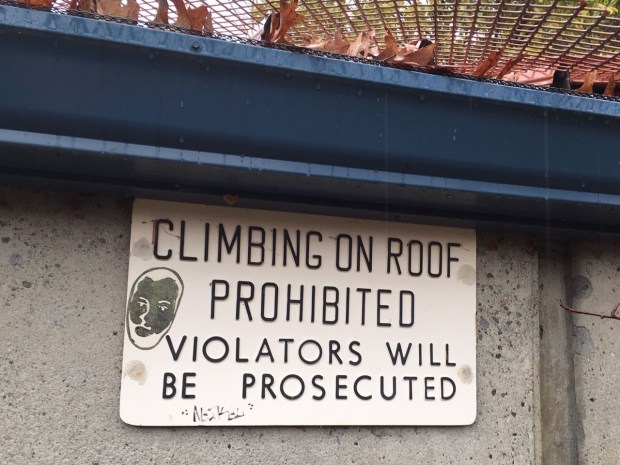 CLIMBING ON ROOF
PROHIBITED
VIOLATORS WILL
BE PROSECUTED